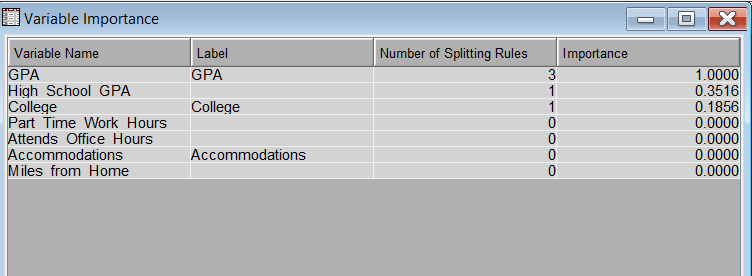 Variable Importance
Variable Name Label Number of Splitting Rules Importance
GPA GPA 3 1.0000
High School GPA 1 0.3516
College College 1 0.1856
Part Time Work Hours 0 0.0000
Attends Office Hours 0 0.0000
Accommodations Accommodations 0 0.0000
Miles from Home 0 0.0000